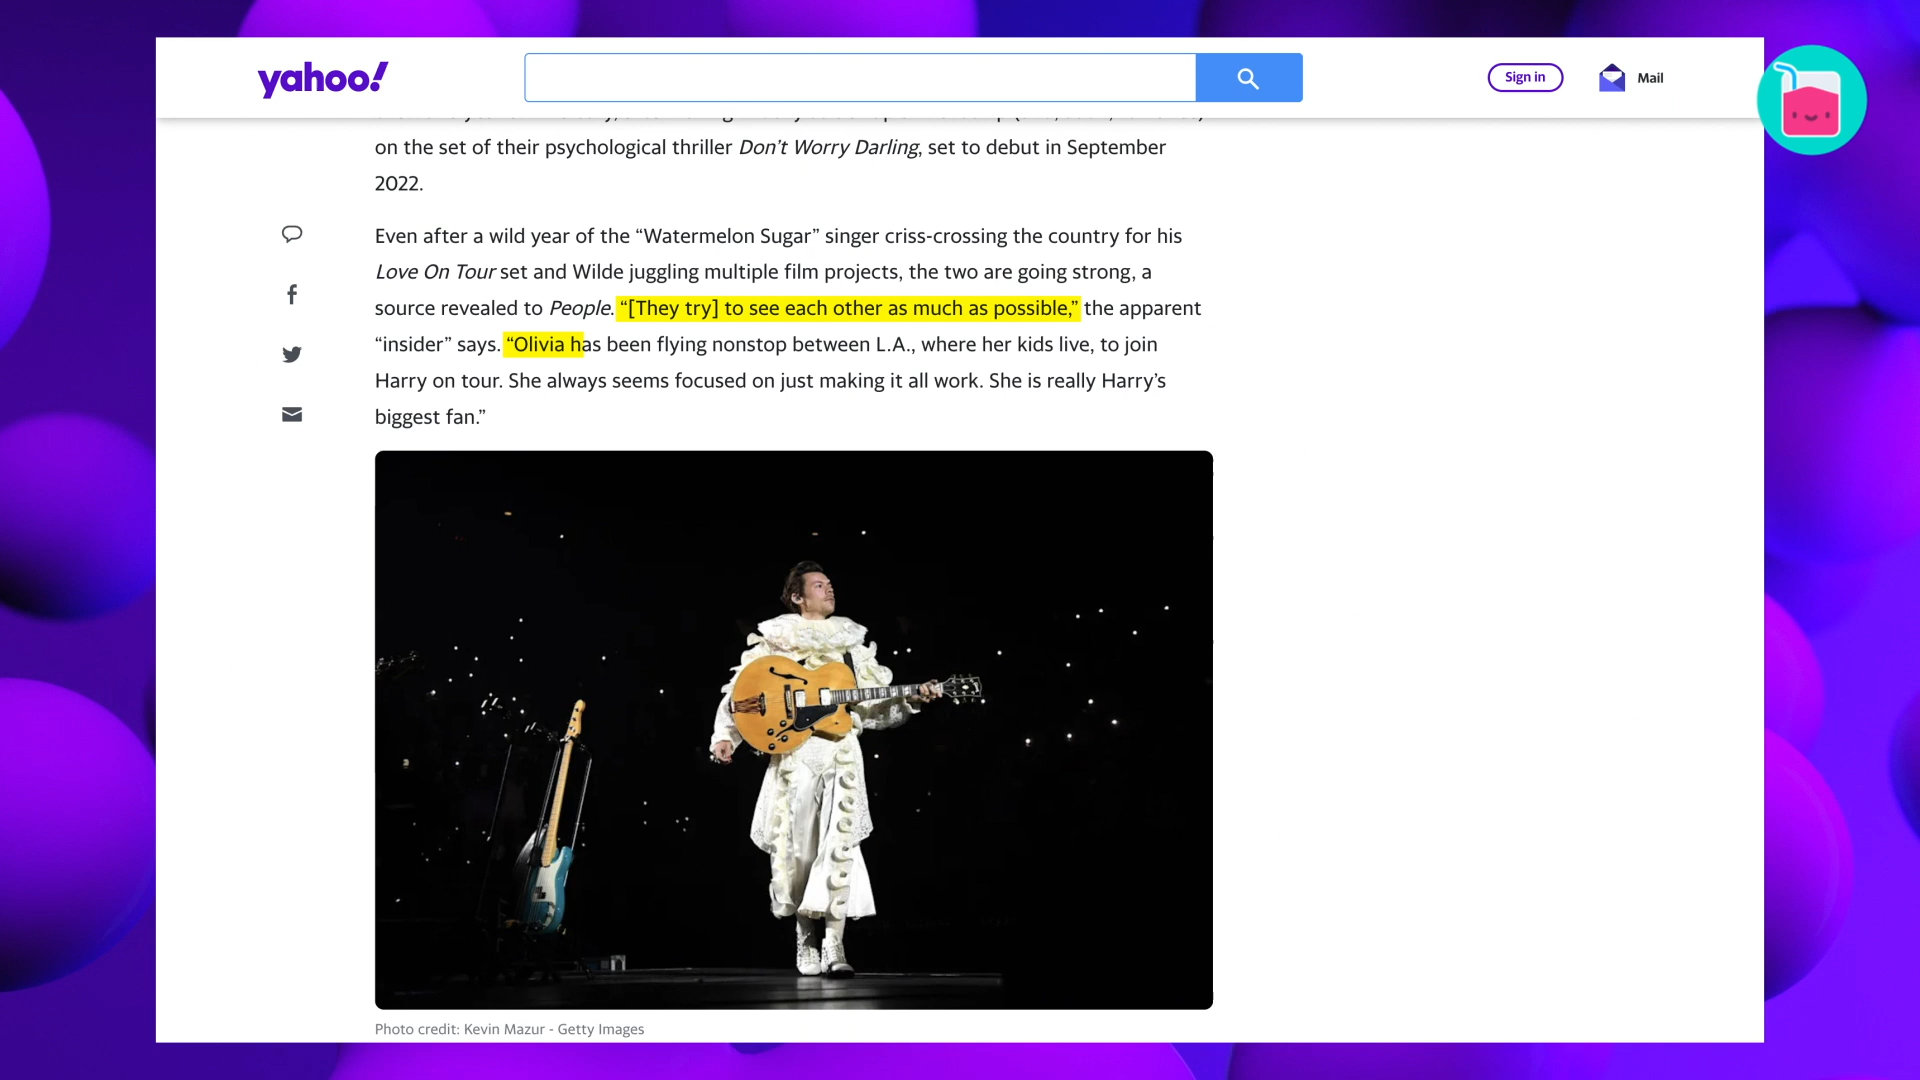 yahoo!
Sign in
Mail
on the set of their psychological thriller Don’t Worry Darling, set to debut in September
2022.
Even after a wild year of the “Watermelon Sugar” singer criss-crossing the country for his
Love On Tour set and Wilde juggling multiple film projects, the two are going strong, a
source revealed to People. “[They try] to see each other as much as possible,” the apparent
“insider” says. “Olivia has been flying nonstop between L.A., where her kids live, to join
Harry on tour. She always seems focused on just making it all work. She is really Harry’s
biggest fan.”
Photo credit: Kevin Mazur - Getty Images